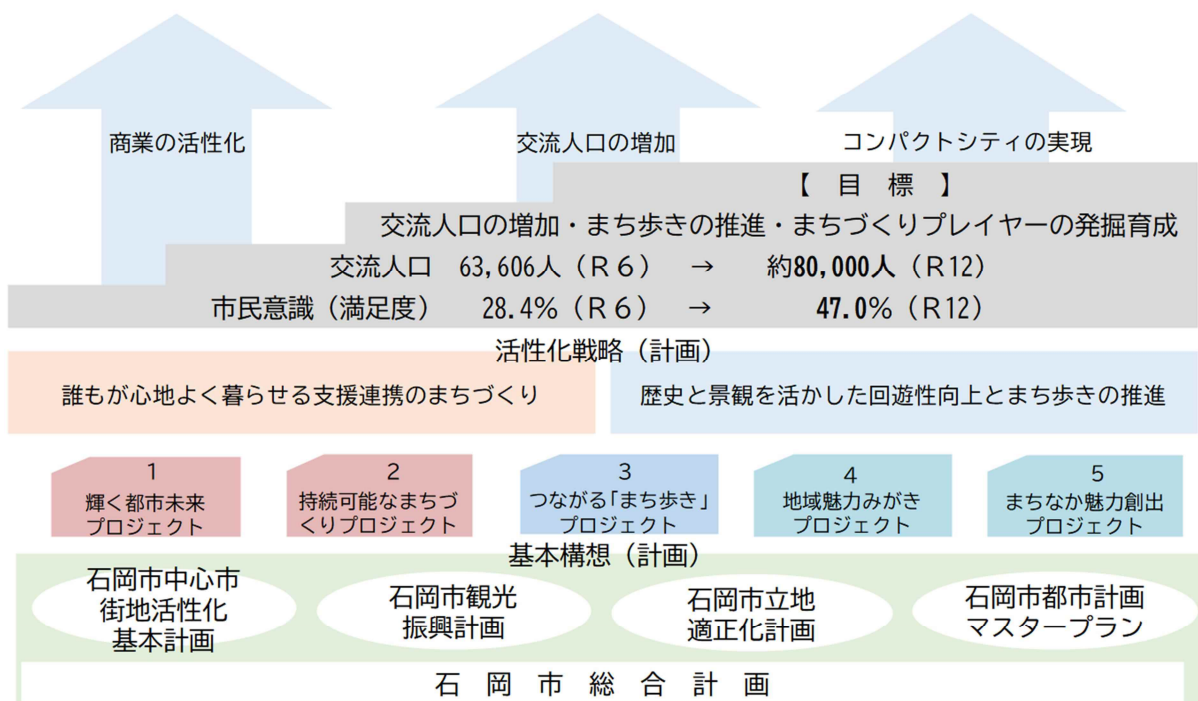 商業の活性化
交流人口の増加
コンパクトシティの実現
【 目 標 】
交流人口の増加・まち歩きの推進・まちづくりプレイヤーの発掘育成
交流人口 63,606人（R６） → 約80,000人（R12）
市民意識（満足度） 28.4％（R６） → 47.0％（R12）
活性化戦略（計画）
誰もが心地よく暮らせる支援連携のまちづくり
歴史と景観を活かした回遊性向上とまち歩きの推進
1
輝く都市未来
プロジェクト
2
持続可能なまちづ
くりプロジェクト
3
つながる「まち歩き」
プロジェクト
4
地域魅力みがき
プロジェクト
5
まちなか魅力創出
プロジェクト
基本構想（計画）
石岡市中心市
街地活性化
基本計画
石岡市観光
振興計画
石岡市立地
適正化計画
石岡市都市計画
マスタープラン
石 岡 市 総 合 計 画